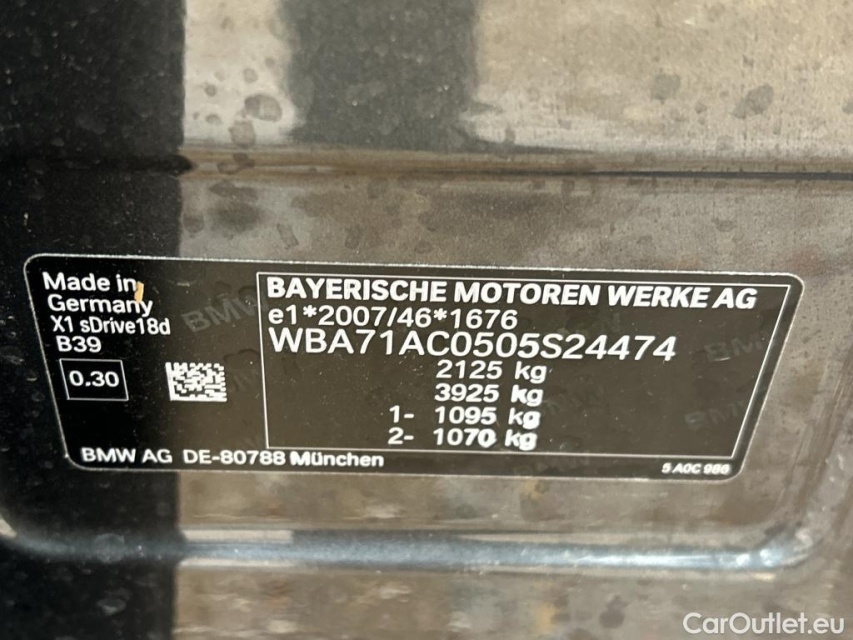 Made in
Germany
X1 sDrive18d
B39
0.30
BAYERISCHE MOTOREN WERKE AG
e1*2007/46*1676
WBA71AC0505S24474
2125 kg
3925 kg
1- 1095 kg
2- 1070 kg
BMW AG DE-80788 München
5 A0C 988
BMW
CarOutlet.eu